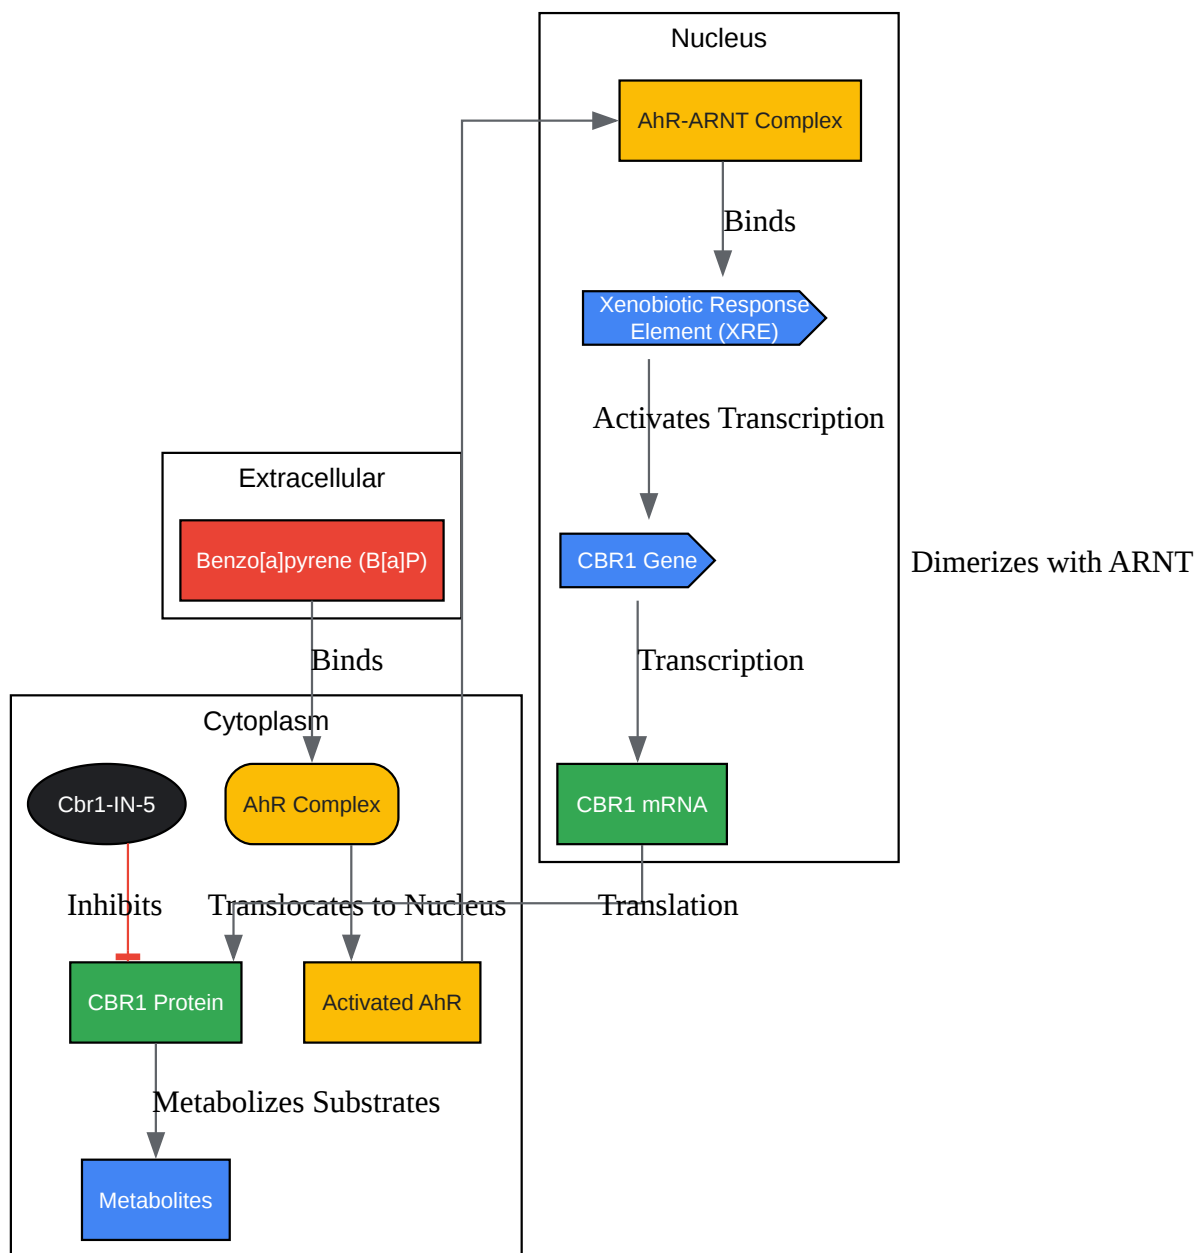 Nucleus
AhR-ARNT Complex
Binds
Xenobiotic Response
Element (XRE)
Activates Transcription
Extracellular
Benzo[a]pyrene (B[a]P)
CBR1 Gene
Dimerizes with ARNT
Binds
Transcription
Cytoplasm
Cbr1-IN-5
AhR Complex
CBR1 mRNA
Inhibits
Translocates to Nucleus
Translation
CBR1 Protein
Activated AhR
Metabolizes Substrates
Metabolites